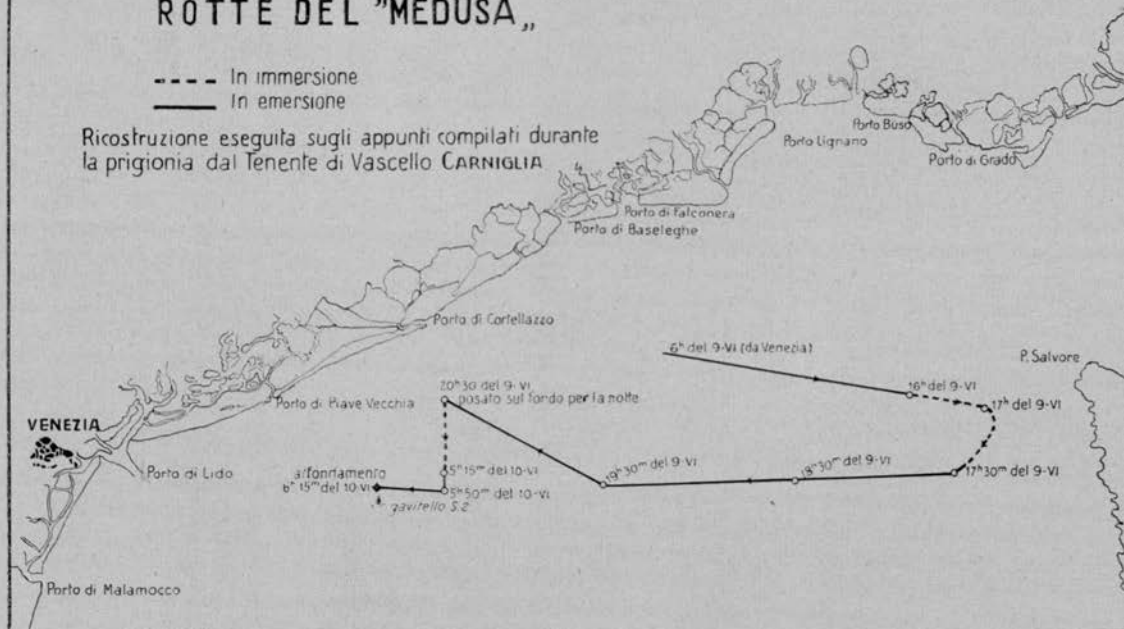 ROTTE DEL "MEDUSA„
In immersione
In emersione
Ricostruzione eseguita sugli appunti compilati durante
la prigionia dal Tenente di Vascello CARNIGLIA
Porto Buso
Porto Lignano
Porto di Grado
Porto di Falconera
Porto di Baseleghe
Porto di Cortellazzo
6ʰ del 9-VI (da Venezia)
P. Salvore
16ʰ del 9-VI
20ʰ30 del 9-VI
posato sul fondo per la notte
17ʰ del 9-VI
Porto di Piave Vecchia
VENEZIA
Porto di Lido
affondamento
6ʰ 15ᵐ del 10-VI
5ʰ 15ᵐ del 10-VI
5ʰ 50ᵐ del 10-VI
gavitello S.2
19ʰ 30ᵐ del 9-VI
18ʰ 30ᵐ del 9-VI
17ʰ 30ᵐ del 9-VI
Porto di Malamocco